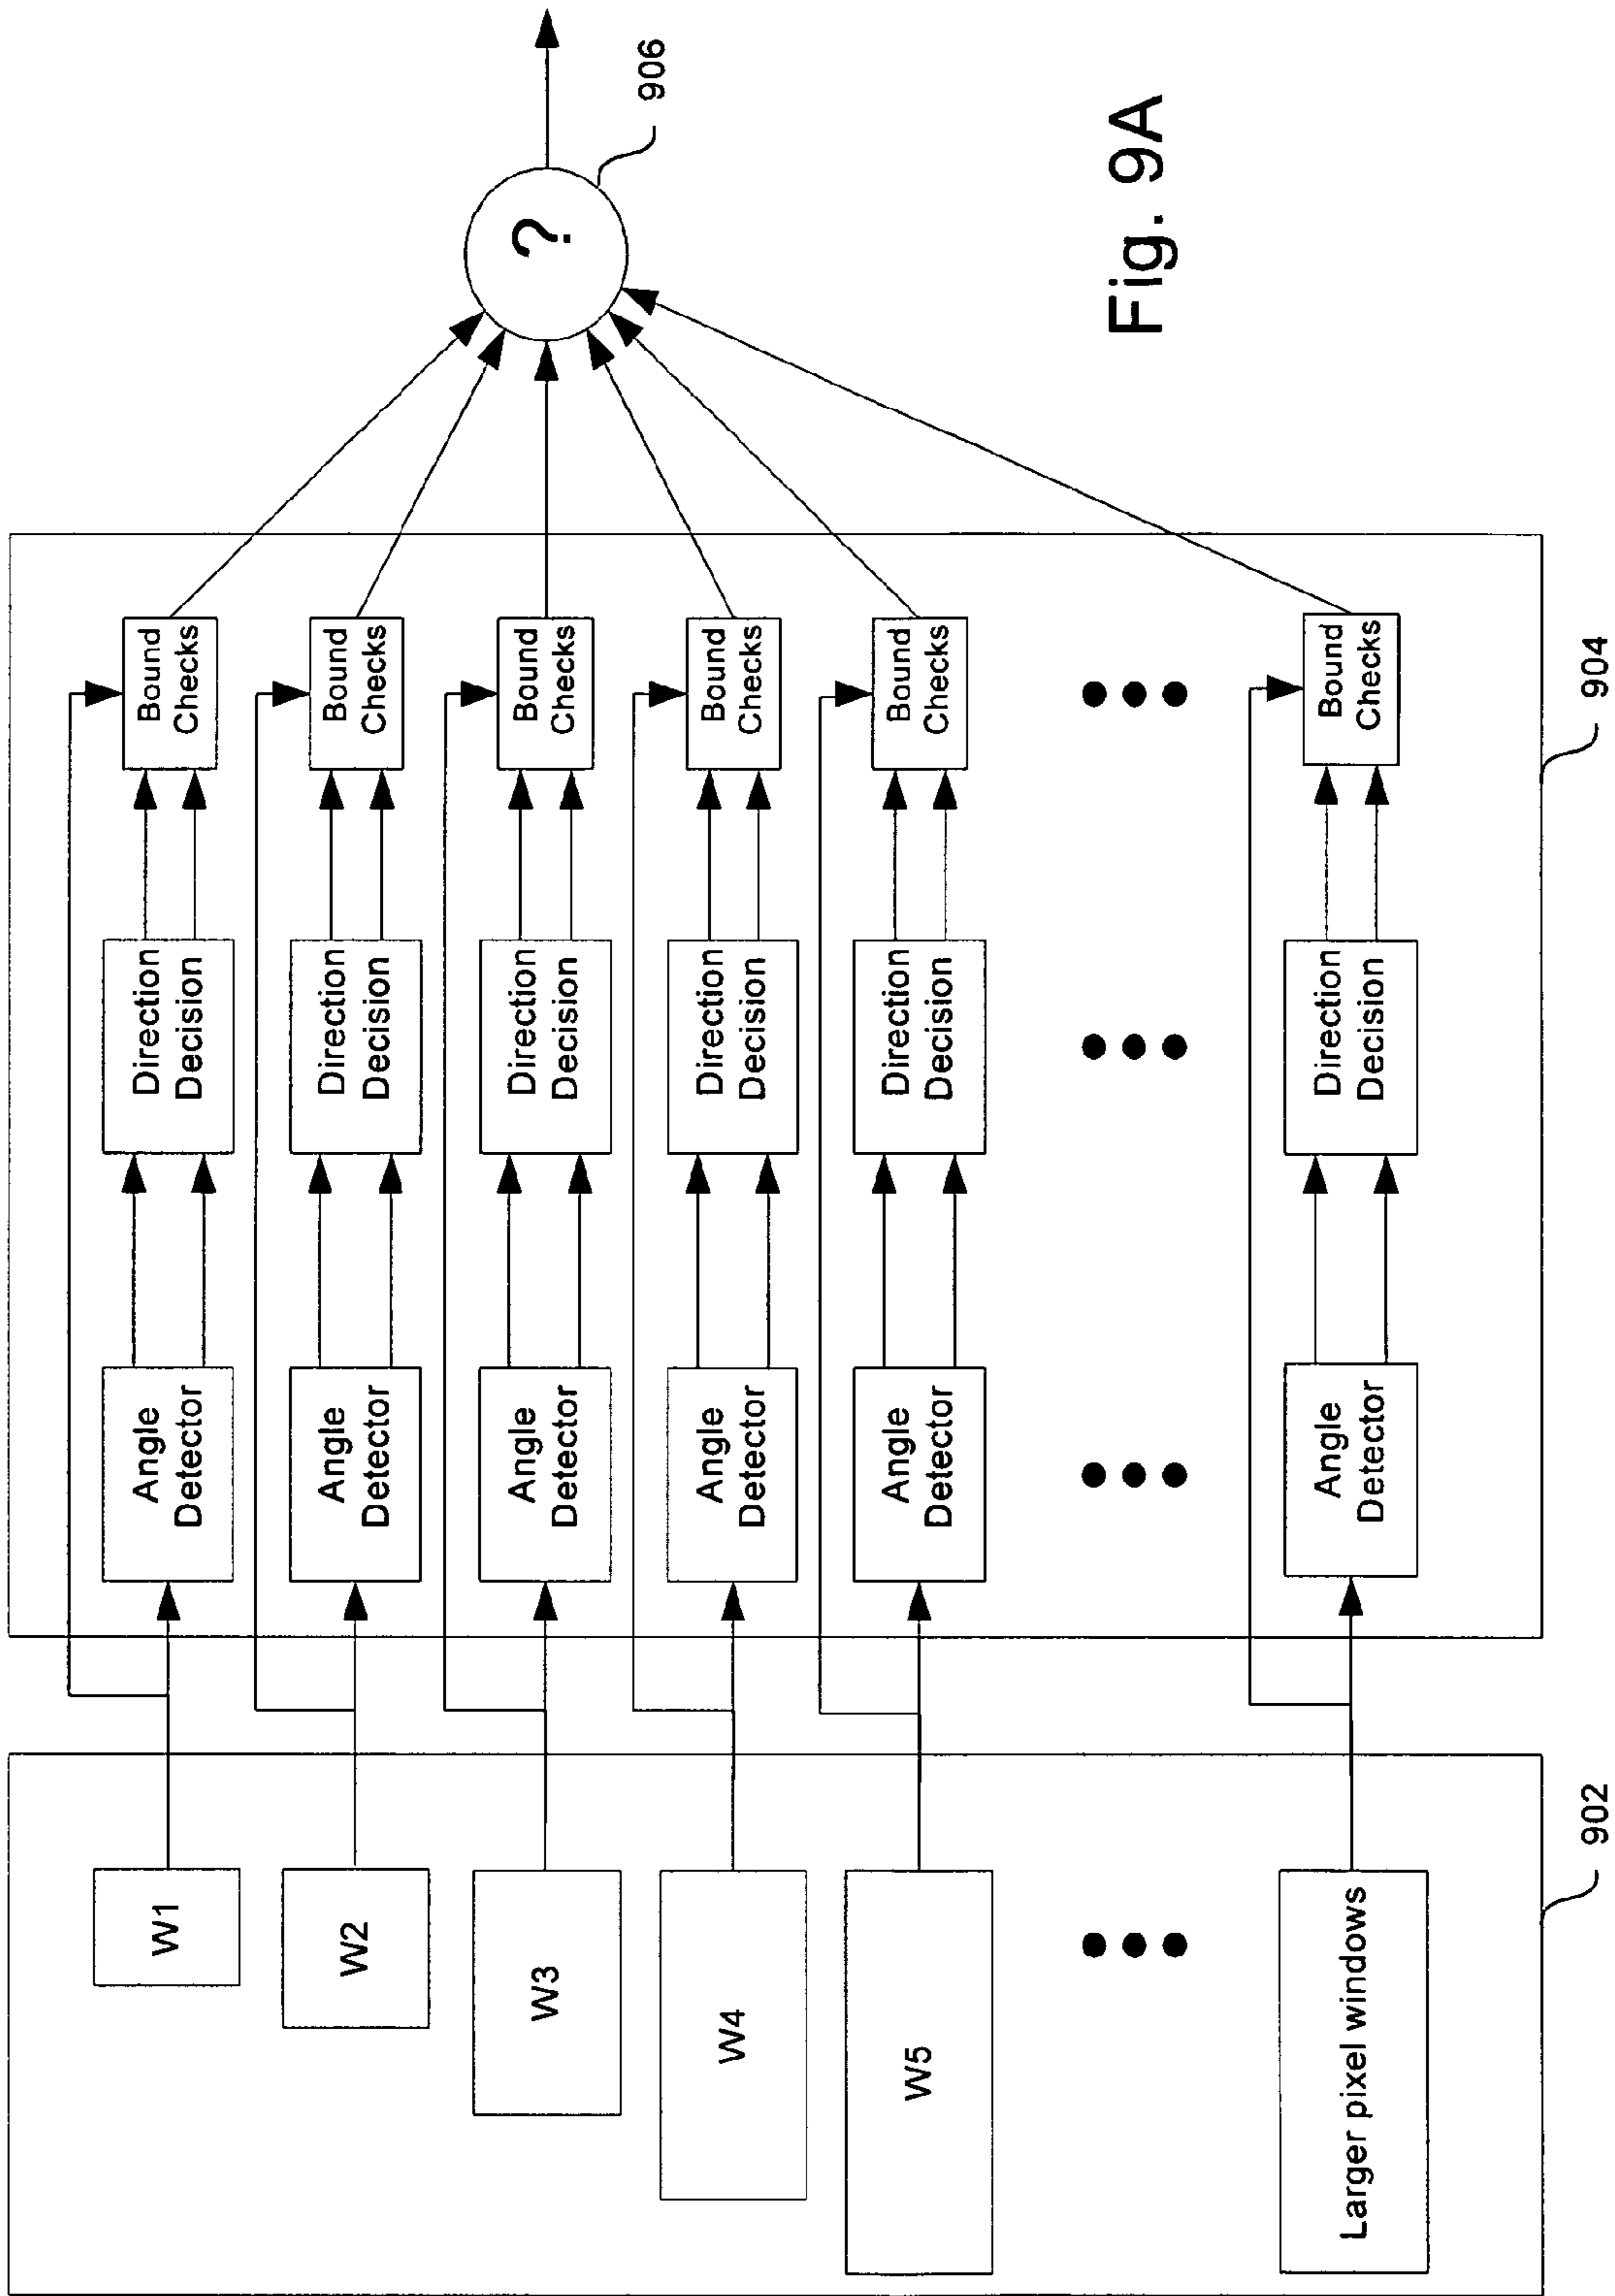 W1
Angle
Detector
Direction
Decision
Bound
Checks
W2
Angle
Detector
Direction
Decision
Bound
Checks
W3
Angle
Detector
Direction
Decision
Bound
Checks
W4
Angle
Detector
Direction
Decision
Bound
Checks
W5
Angle
Detector
Direction
Decision
Bound
Checks
Larger pixel windows
Angle
Detector
Direction
Decision
Bound
Checks
?
906
902
904
Fig. 9A